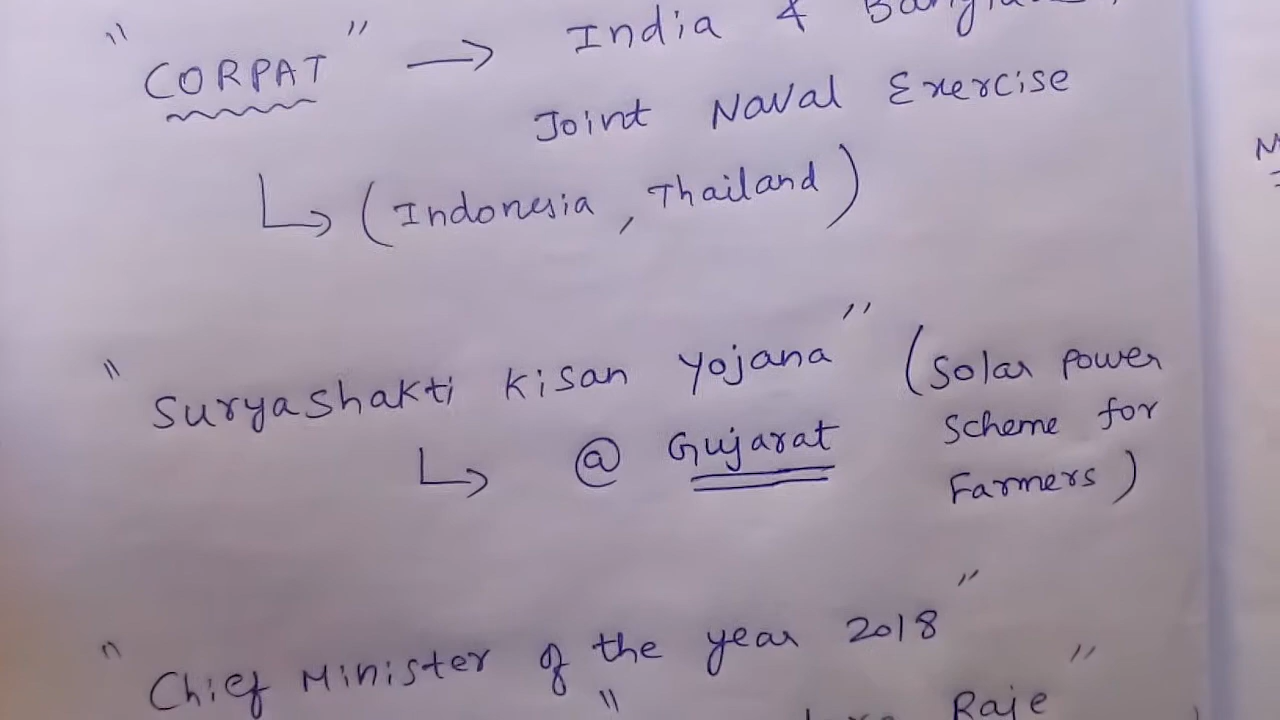 "CORPAT" → India &
Joint Naval Exercise
↳ (Indonesia, Thailand)
"Suryashakti Kisan Yojana" (Solar Power
↳ @ Gujarat Scheme for
Farmers)
"Chief Minister of the year 2018"
" Raje "